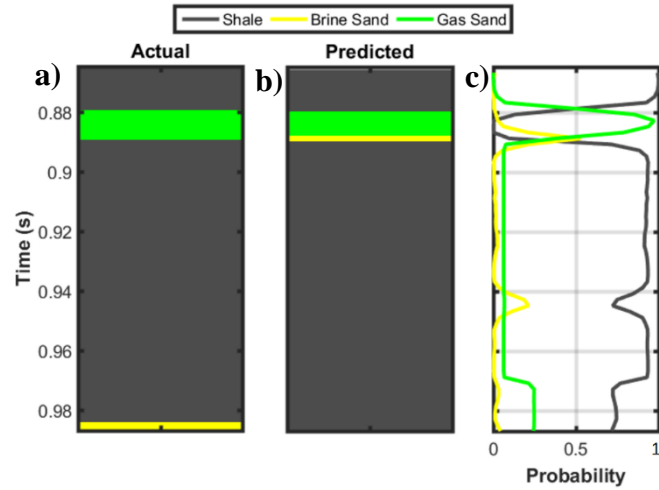 Shale Brine Sand Gas Sand
a) Actual b) Predicted c)
0.88
0.9
0.92
0.94
0.96
0.98
Time (s)
0 0.5 1
Probability